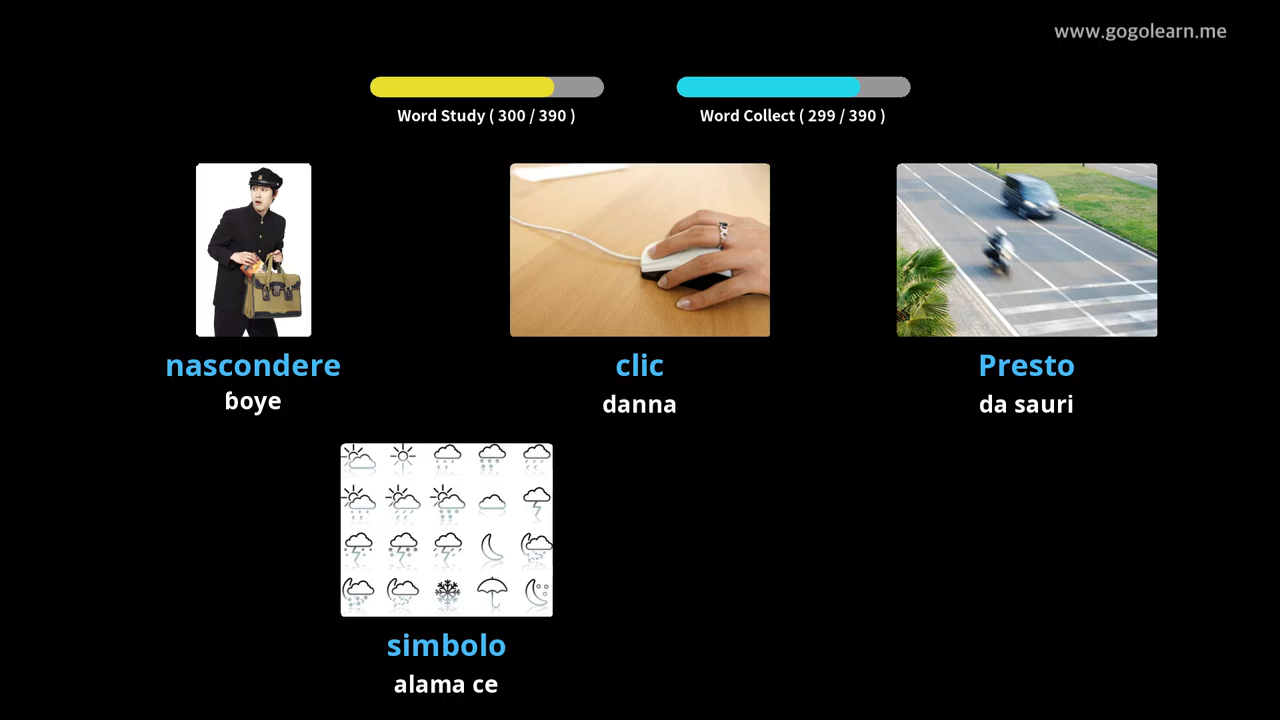 www.gogolearn.me
Word Study ( 300 / 390 )
Word Collect ( 299 / 390 )
nascondere
ɓoye
clic
danna
Presto
da sauri
simbolo
alama ce